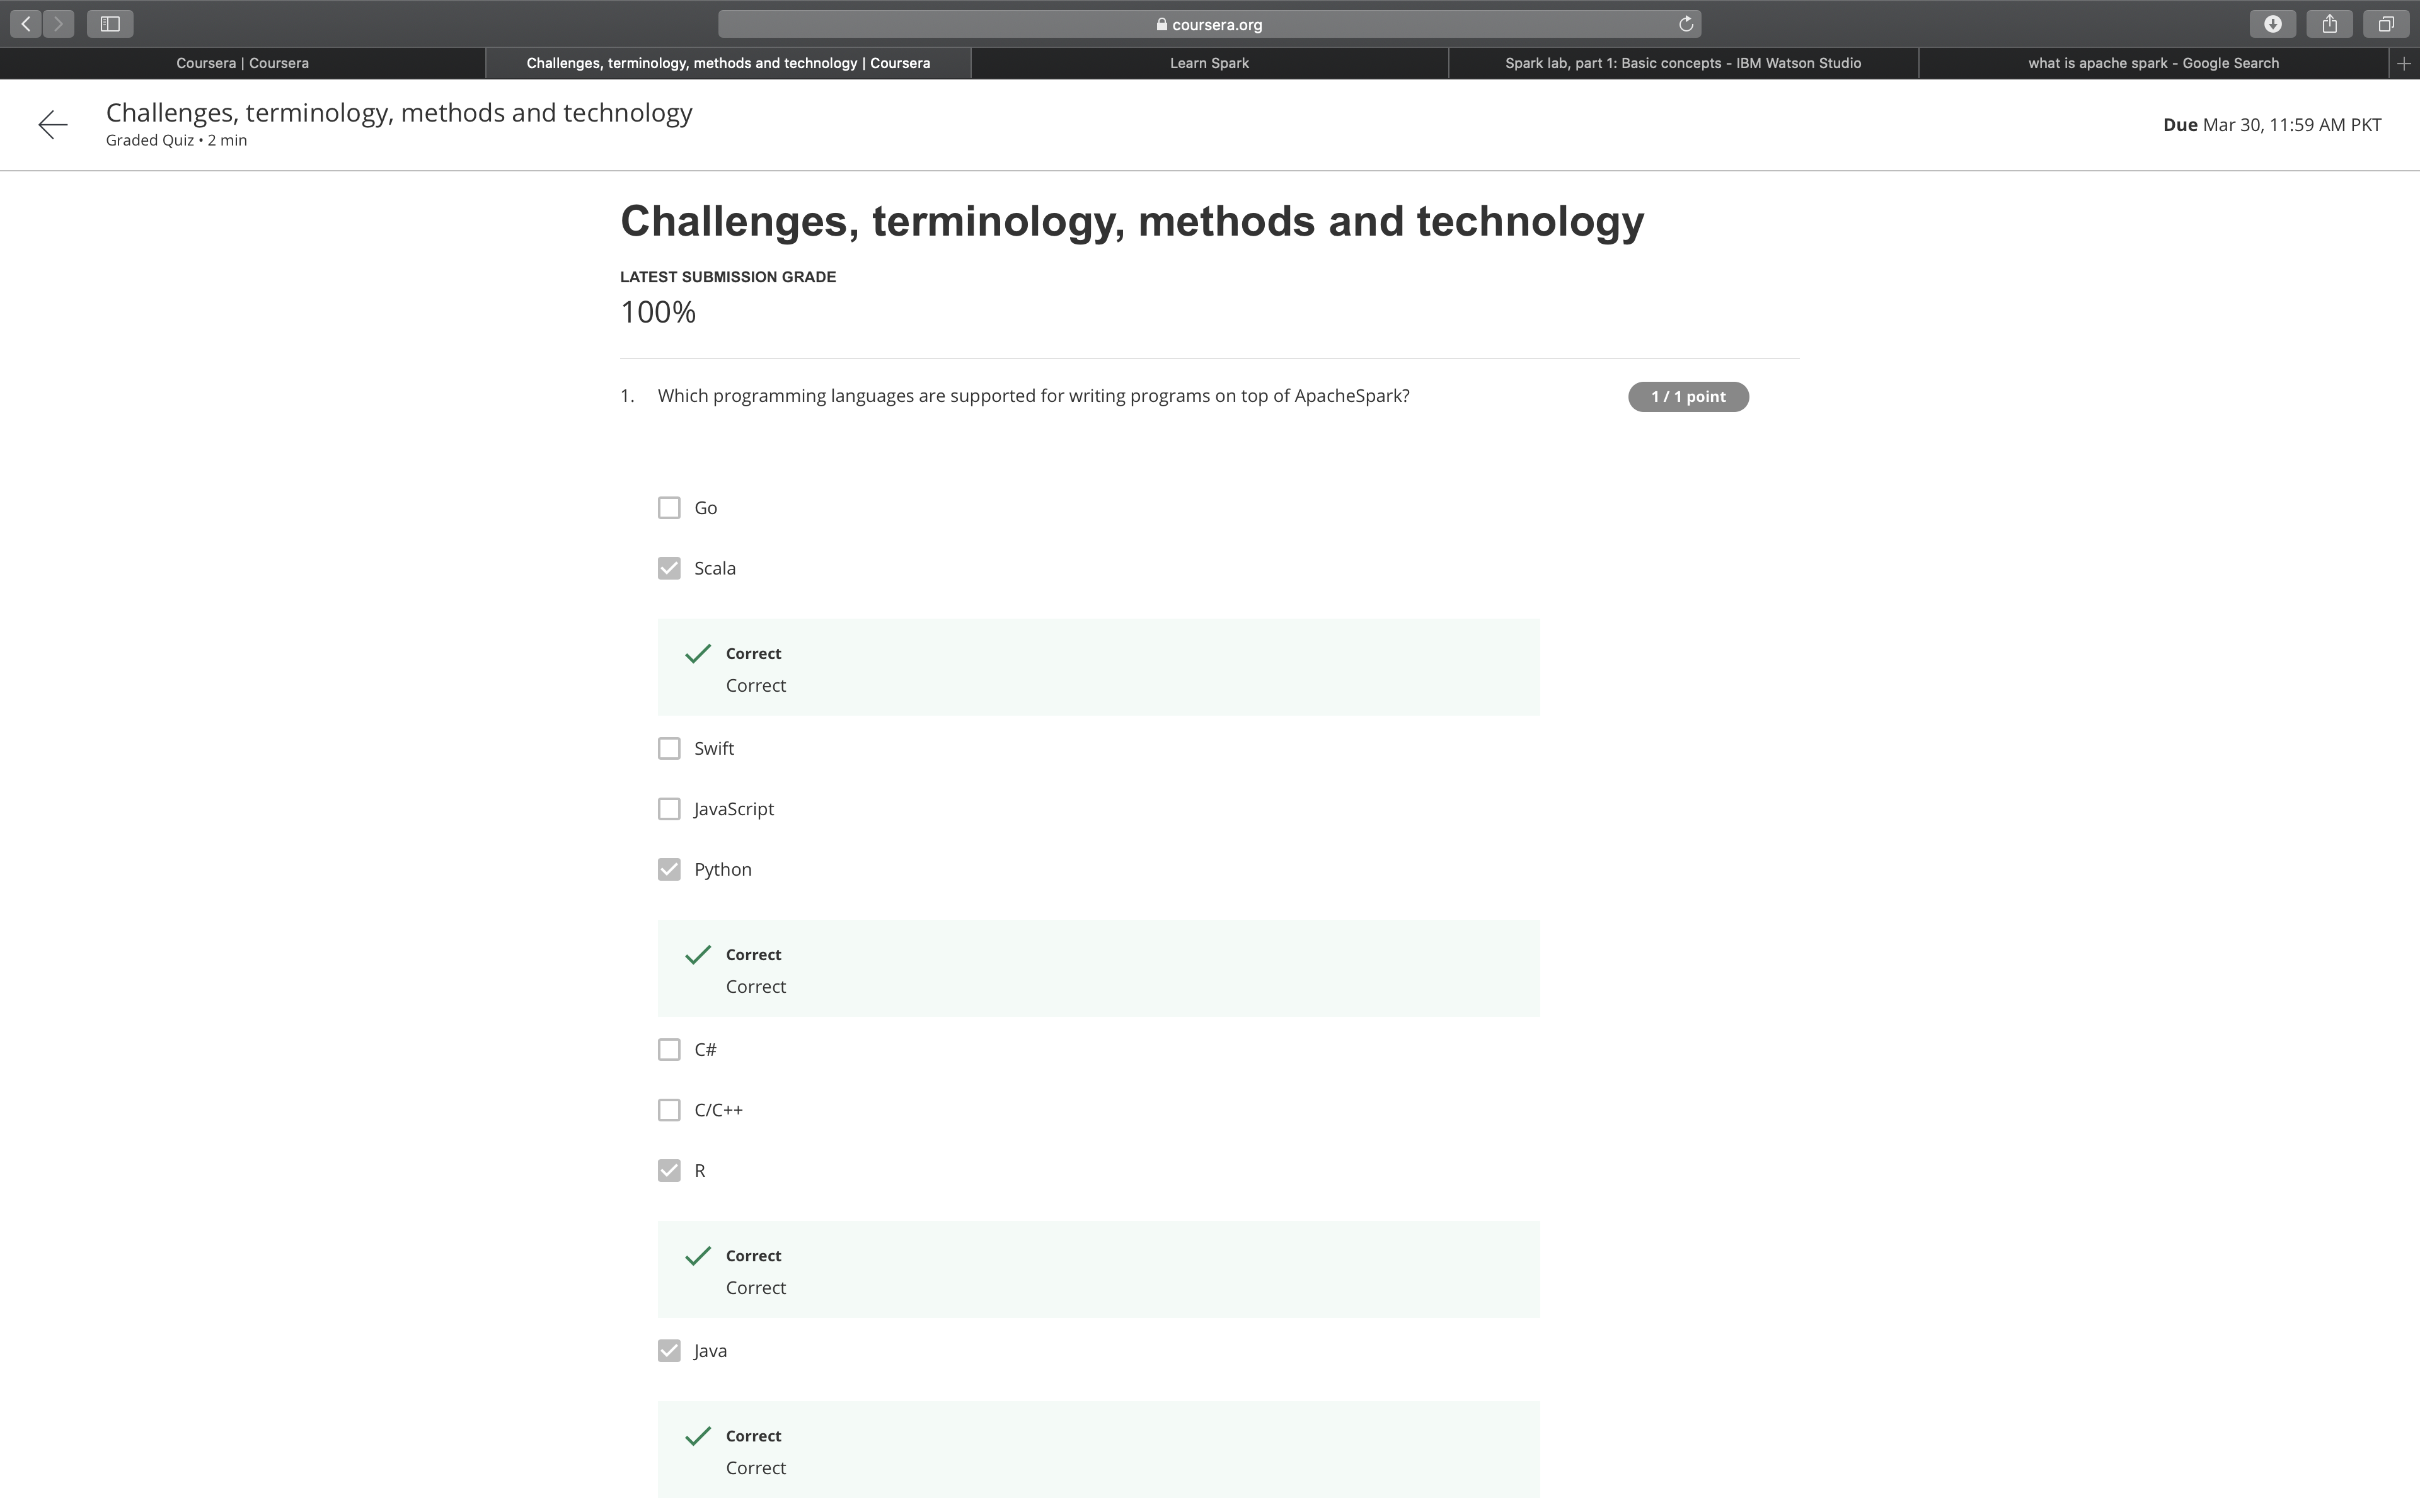 coursera.org
Coursera | Coursera
Challenges, terminology, methods and technology | Coursera
Learn Spark
Spark lab, part 1: Basic concepts - IBM Watson Studio
what is apache spark - Google Search
Challenges, terminology, methods and technology
Graded Quiz • 2 min
Due Mar 30, 11:59 AM PKT
Challenges, terminology, methods and technology
LATEST SUBMISSION GRADE
100%
1. Which programming languages are supported for writing programs on top of ApacheSpark?
1 / 1 point
Go
Scala
Correct
Correct
Swift
JavaScript
Python
Correct
Correct
C#
C/C++
R
Correct
Correct
Java
Correct
Correct